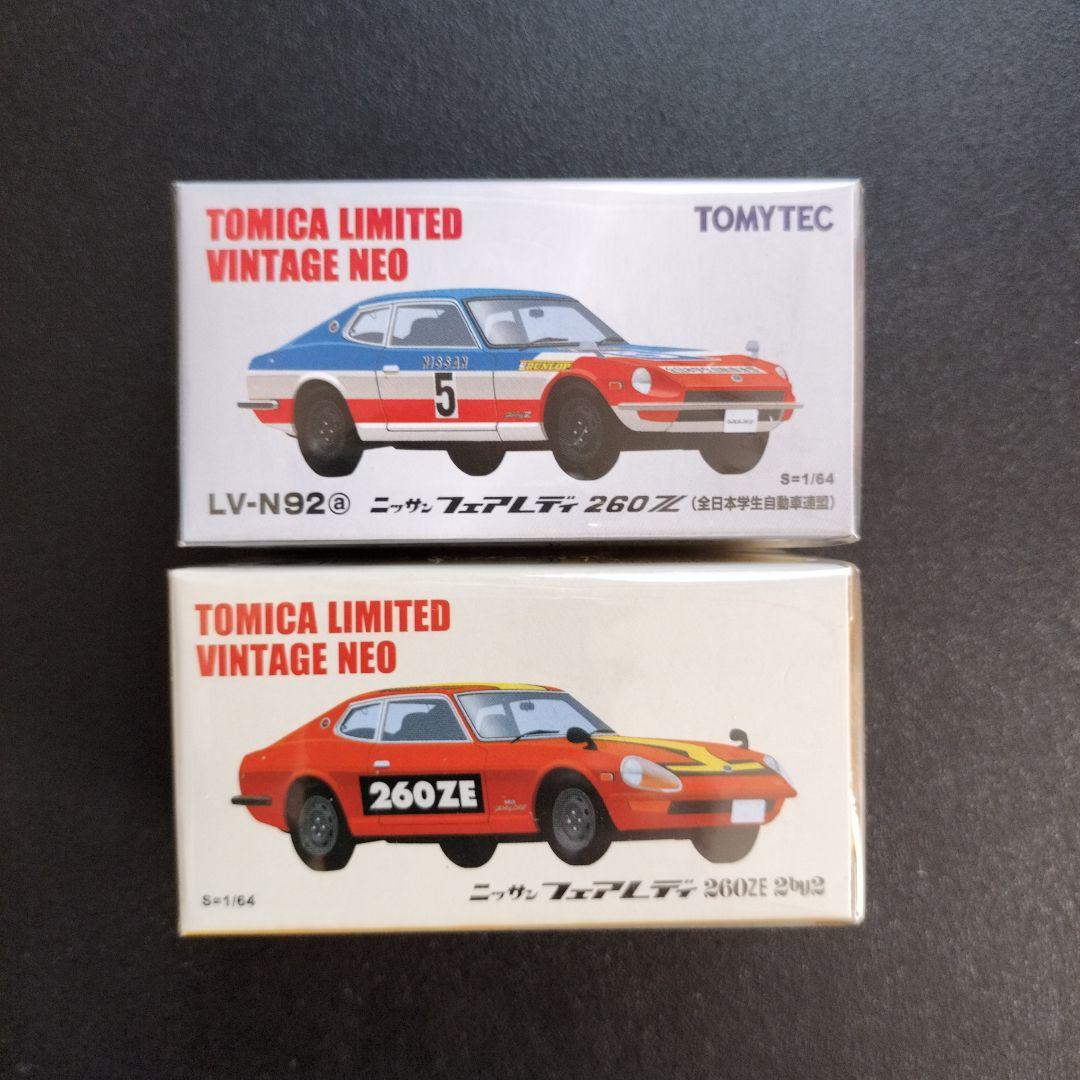 TOMICA LIMITED
VINTAGE NEO
TOMYTEC
NISSAN
DUNLOP
5
S=1/64
LV-N92ⓐ ニッサン フェアレディ 260Z (全日本学生自動車連盟)
TOMICA LIMITED
VINTAGE NEO
260ZE
S=1/64
ニッサン フェアレディ 260ZE 2by2